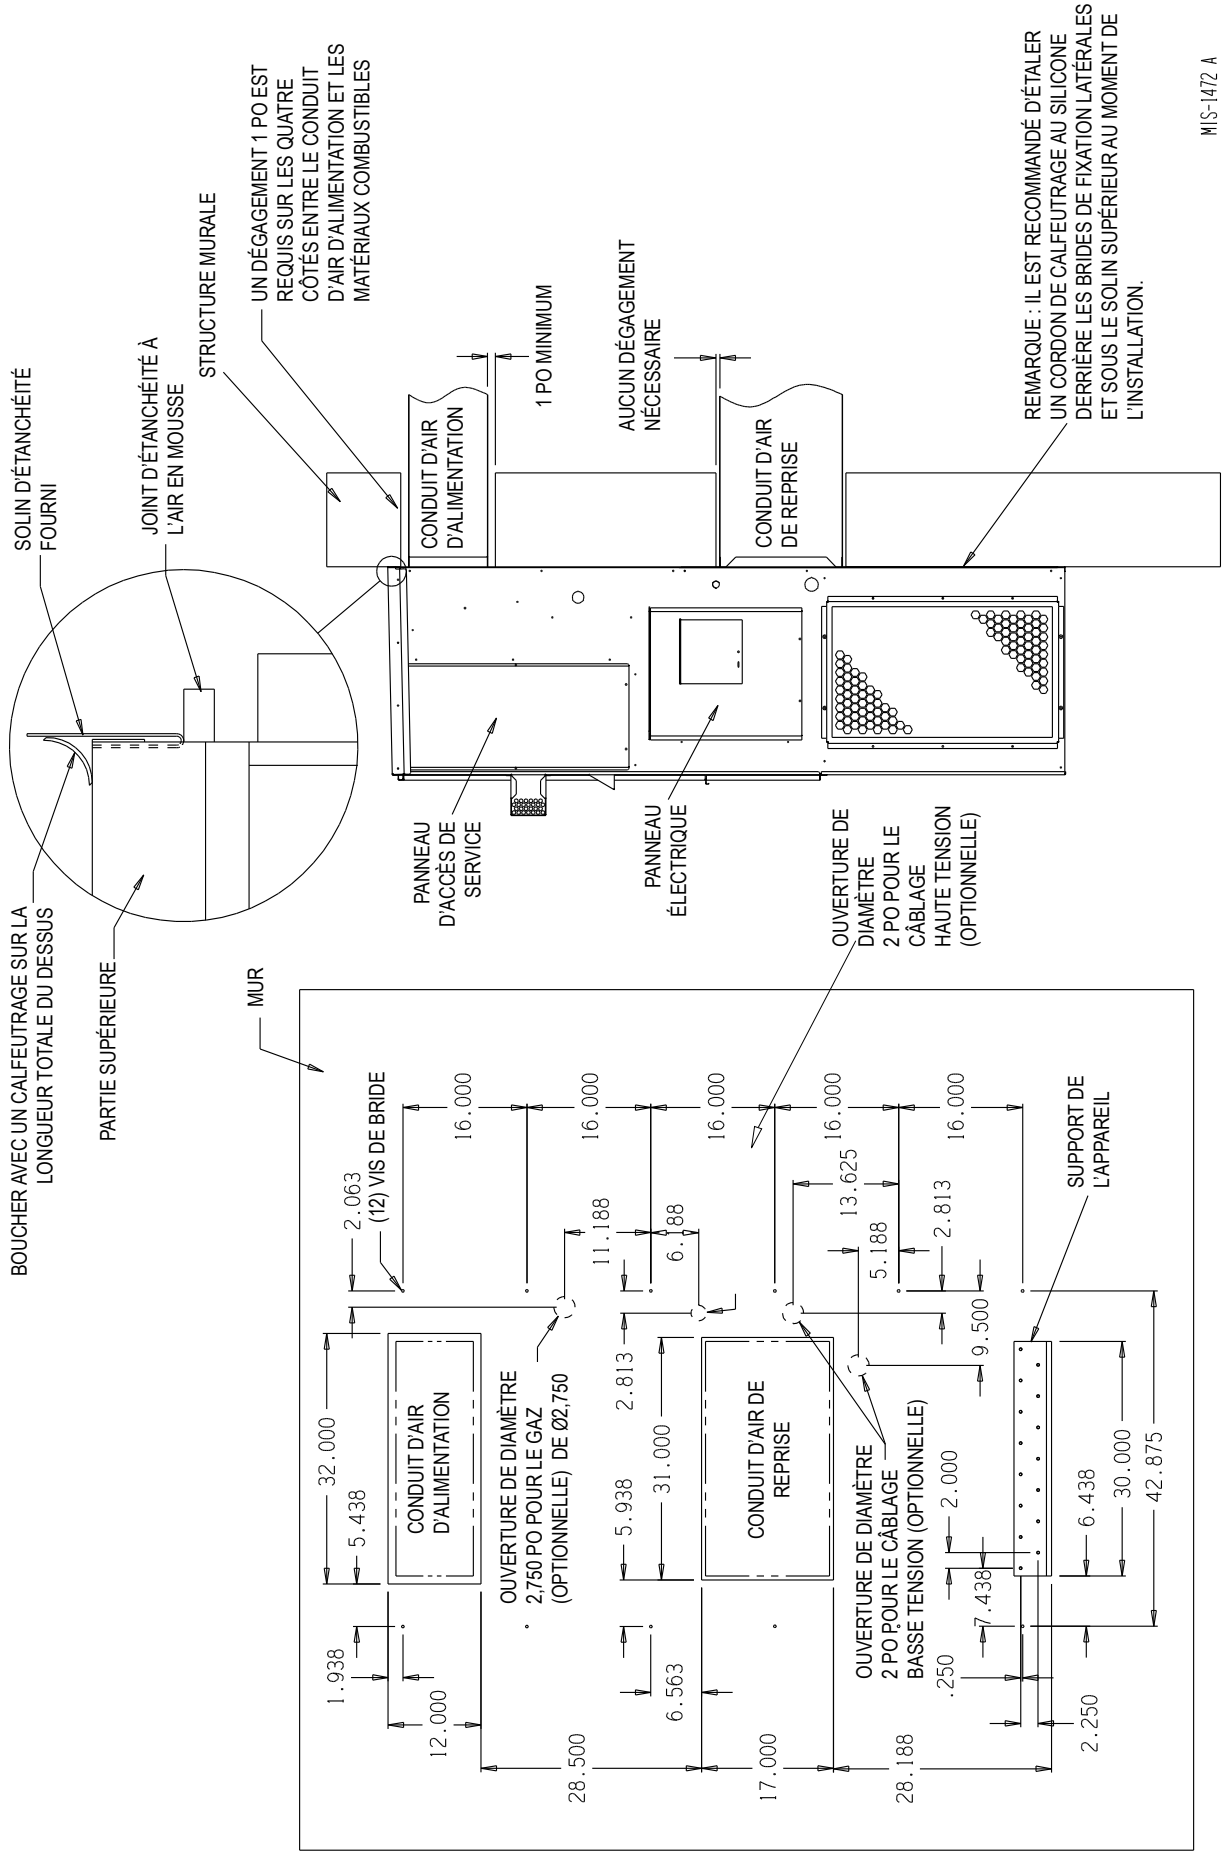 BOUCHER AVEC UN CALFEUTRAGE SUR LA
LONGUEUR TOTALE DU DESSUS
PARTIE SUPÉRIEURE
SOLIN D'ÉTANCHÉITÉ
FOURNI
JOINT D'ÉTANCHÉITÉ À
L'AIR EN MOUSSE
STRUCTURE MURALE
UN DÉGAGEMENT 1 PO EST
REQUIS SUR LES QUATRE
CÔTÉS ENTRE LE CONDUIT
D'AIR D'ALIMENTATION ET LES
MATÉRIAUX COMBUSTIBLES
CONDUIT D'AIR
D'ALIMENTATION
1 PO MINIMUM
AUCUN DÉGAGEMENT
NÉCESSAIRE
CONDUIT D'AIR
DE REPRISE
REMARQUE : IL EST RECOMMANDÉ D'ÉTALER
UN CORDON DE CALFEUTRAGE AU SILICONE
DERRIÈRE LES BRIDES DE FIXATION LATÉRALES
ET SOUS LE SOLIN SUPÉRIEUR AU MOMENT DE
L'INSTALLATION.
MIS-1472 A
PANNEAU
D'ACCÈS DE
SERVICE
PANNEAU
ÉLECTRIQUE
OUVERTURE DE
DIAMÈTRE
2 PO POUR LE
CÂBLAGE
HAUTE TENSION
(OPTIONNELLE)
MUR
1.938
5.438
32.000
2.063
(12) VIS DE BRIDE
12.000
CONDUIT D'AIR
D'ALIMENTATION
16.000
16.000
16.000
16.000
16.000
OUVERTURE DE DIAMÈTRE
2,750 PO POUR LE GAZ
(OPTIONNELLE) DE Ø2,750
11.188
6.188
28.500
6.563
5.938
31.000
2.813
CONDUIT D'AIR DE
REPRISE
17.000
13.625
5.188
2.813
9.500
OUVERTURE DE DIAMÈTRE
2 PO POUR LE CÂBLAGE
BASSE TENSION (OPTIONNELLE)
28.188
.250
7.438
2.000
SUPPORT DE
L'APPAREIL
2.250
6.438
30.000
42.875